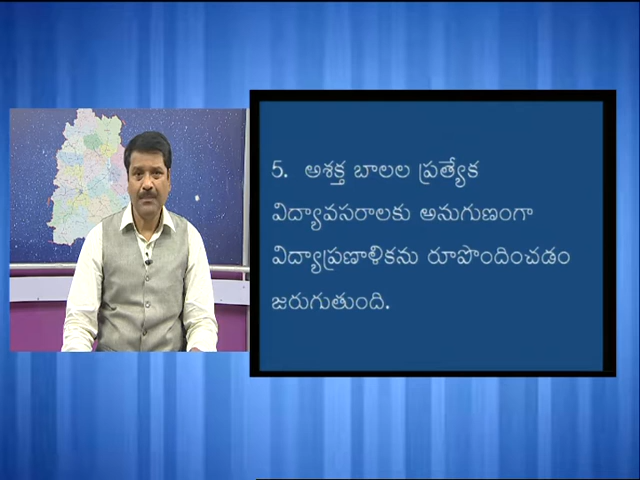 5. అశక్త బాలల ప్రత్యేక
విద్యావసరాలకు అనుగుణంగా
విద్యాప్రణాళికను రూపొందించడం
జరుగుతుంది.